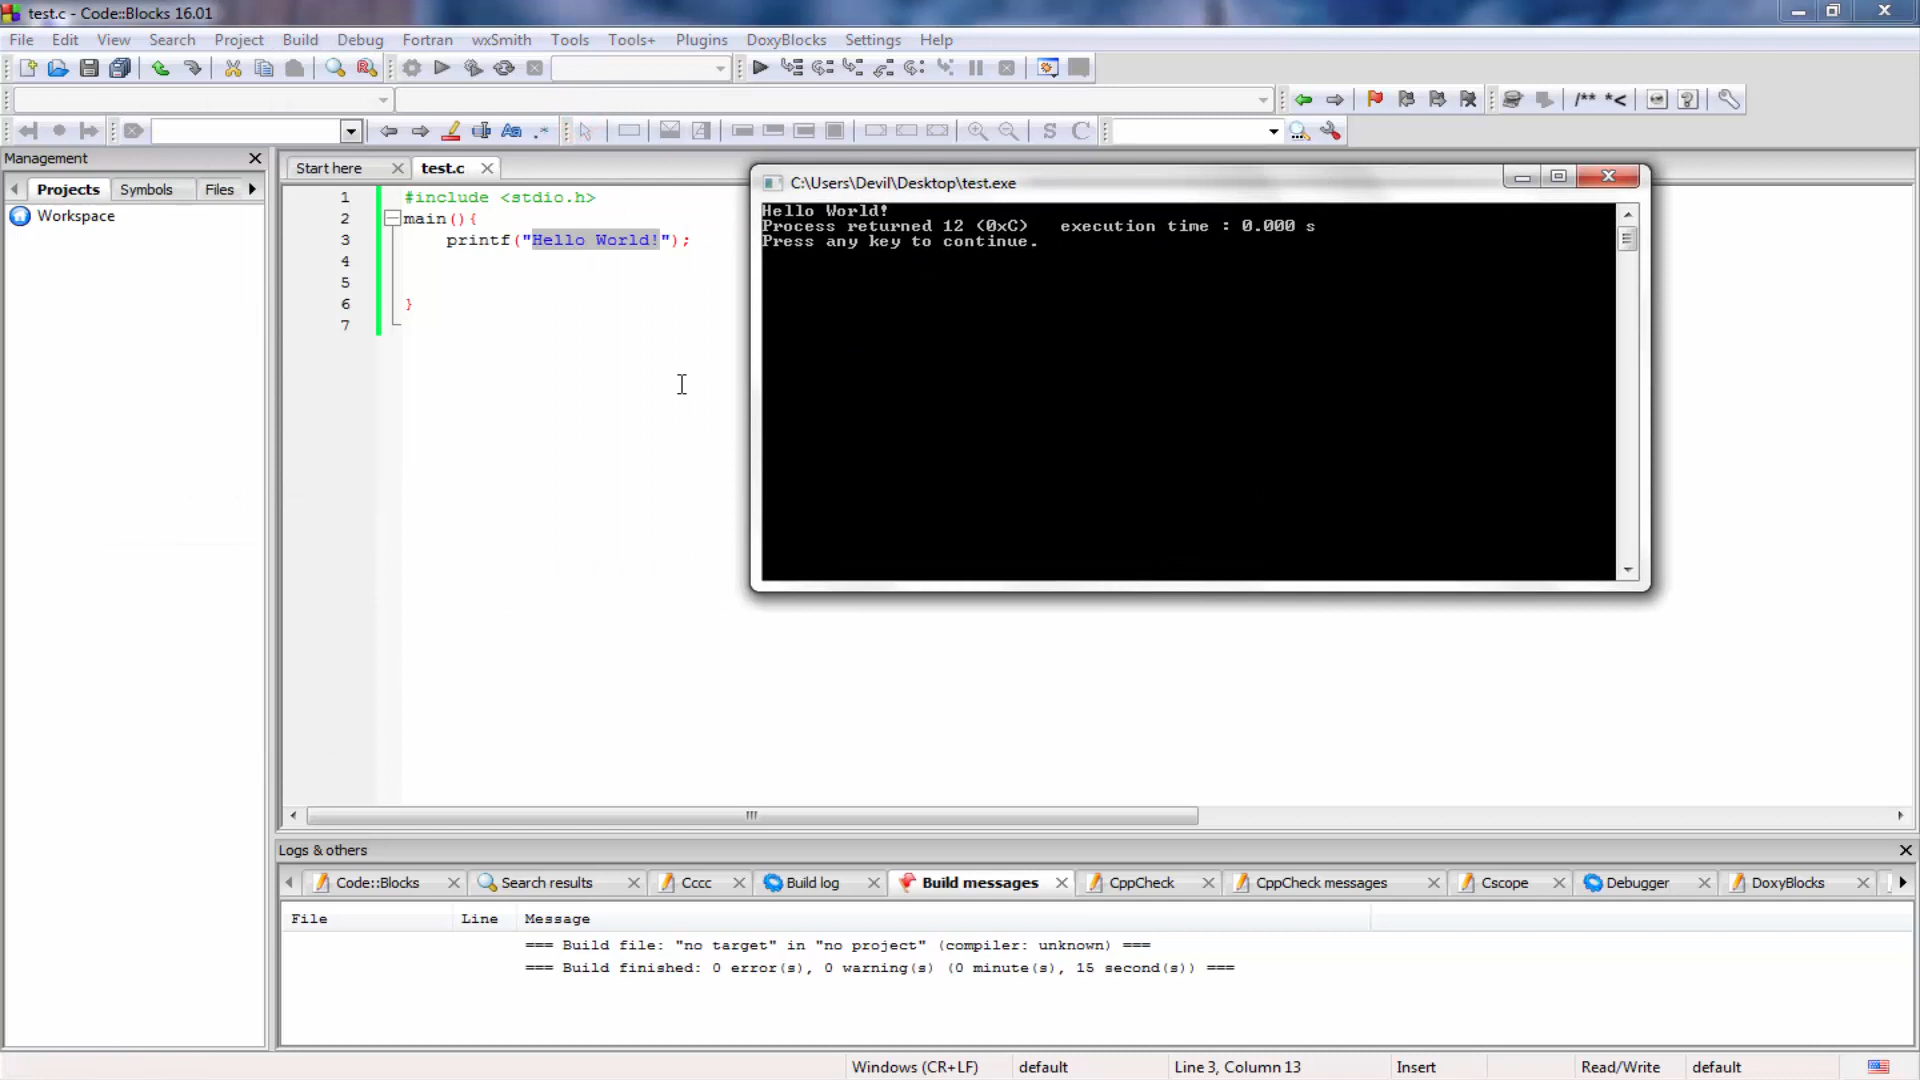 test.c - Code::Blocks 16.01
File Edit View Search Project Build Debug Fortran wxSmith Tools Tools+ Plugins DoxyBlocks Settings Help
/** *<
Management
Projects Symbols Files
Workspace
Start here test.c
1 #include <stdio.h>
2 main(){
3 printf("Hello World!");
4
5
6 }
7
C:\Users\Devil\Desktop\test.exe
Hello World!
Process returned 12 (0xC) execution time : 0.000 s
Press any key to continue.
Logs & others
Code::Blocks Search results Cccc Build log Build messages CppCheck CppCheck messages Cscope Debugger DoxyBlocks
File Line Message
=== Build file: "no target" in "no project" (compiler: unknown) ===
=== Build finished: 0 error(s), 0 warning(s) (0 minute(s), 15 second(s)) ===
Windows (CR+LF) default Line 3, Column 13 Insert Read/Write default